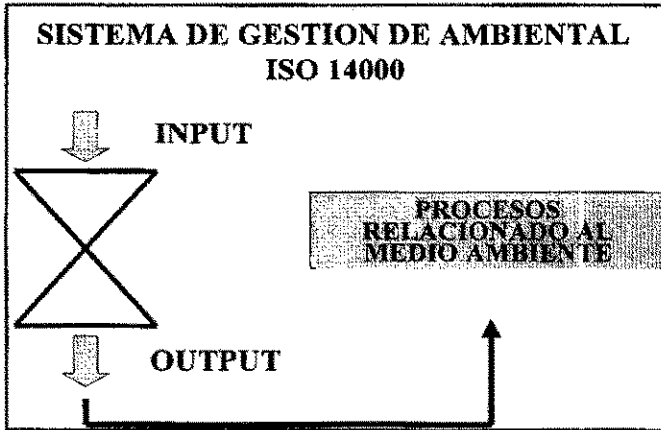 SISTEMA DE GESTION DE AMBIENTAL
ISO 14000
INPUT
PROCESOS
RELACIONADO AL
MEDIO AMBIENTE
OUTPUT